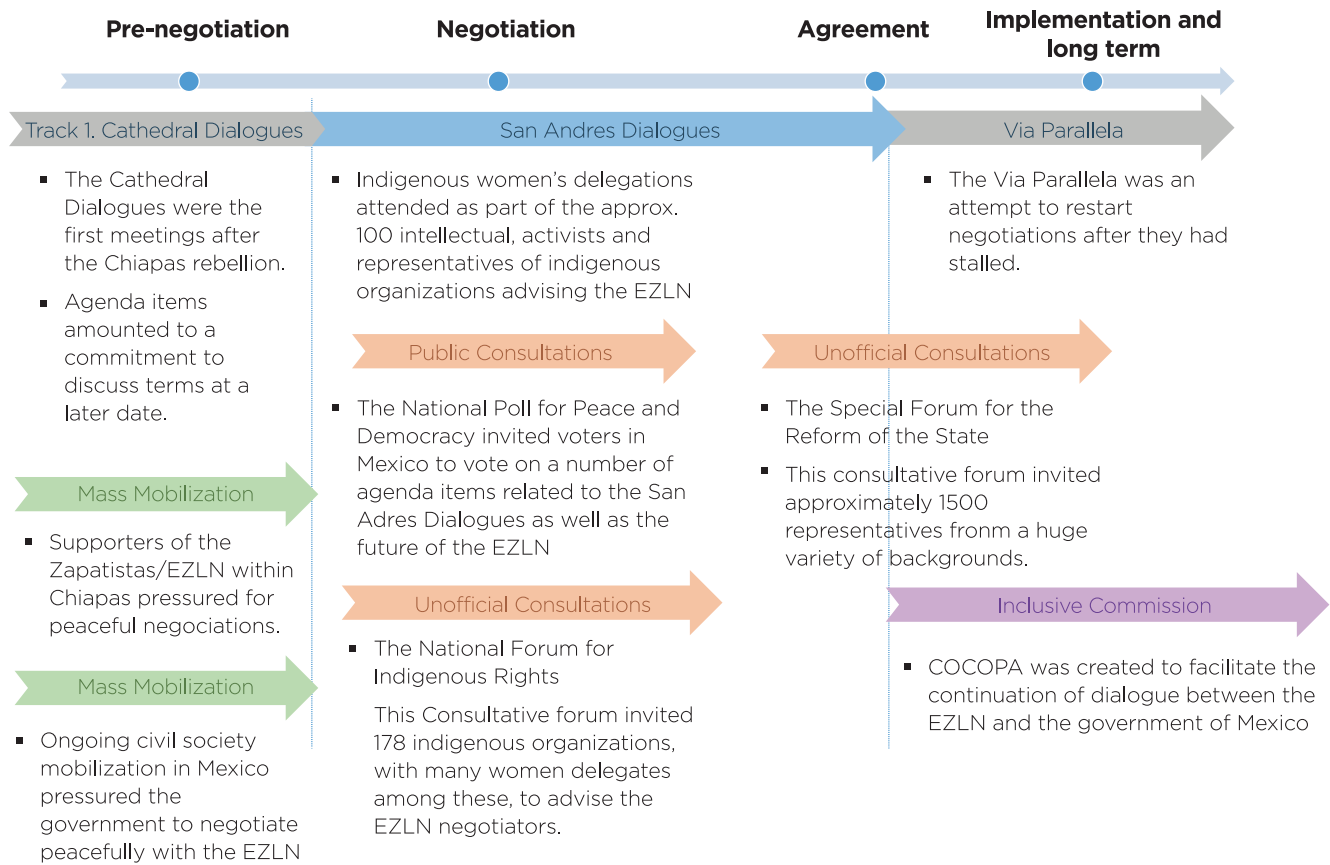 Pre-negotiation
Negotiation
Agreement
Implementation and
long term
Track 1. Cathedral Dialogues
San Andres Dialogues
Via Parallela
▪ The Cathedral
Dialogues were the
first meetings after
the Chiapas rebellion.
▪ Agenda items
amounted to a
commitment to
discuss terms at a
later date.
Mass Mobilization
▪ Supporters of the
Zapatistas/EZLN within
Chiapas pressured for
peaceful negociations.
Mass Mobilization
▪ Ongoing civil society
mobilization in Mexico
pressured the
government to negotiate
peacefully with the EZLN
▪ Indigenous women's delegations
attended as part of the approx.
100 intellectual, activists and
representatives of indigenous
organizations advising the EZLN
Public Consultations
▪ The National Poll for Peace and
Democracy invited voters in
Mexico to vote on a number of
agenda items related to the San
Adres Dialogues as well as the
future of the EZLN
Unofficial Consultations
▪ The National Forum for
Indigenous Rights
This Consultative forum invited
178 indigenous organizations,
with many women delegates
among these, to advise the
EZLN negotiators.
▪ The Via Parallela was an
attempt to restart
negotiations after they had
stalled.
Unofficial Consultations
▪ The Special Forum for the
Reform of the State
▪ This consultative forum invited
approximately 1500
representatives fronm a huge
variety of backgrounds.
Inclusive Commission
▪ COCOPA was created to facilitate the
continuation of dialogue between the
EZLN and the government of Mexico